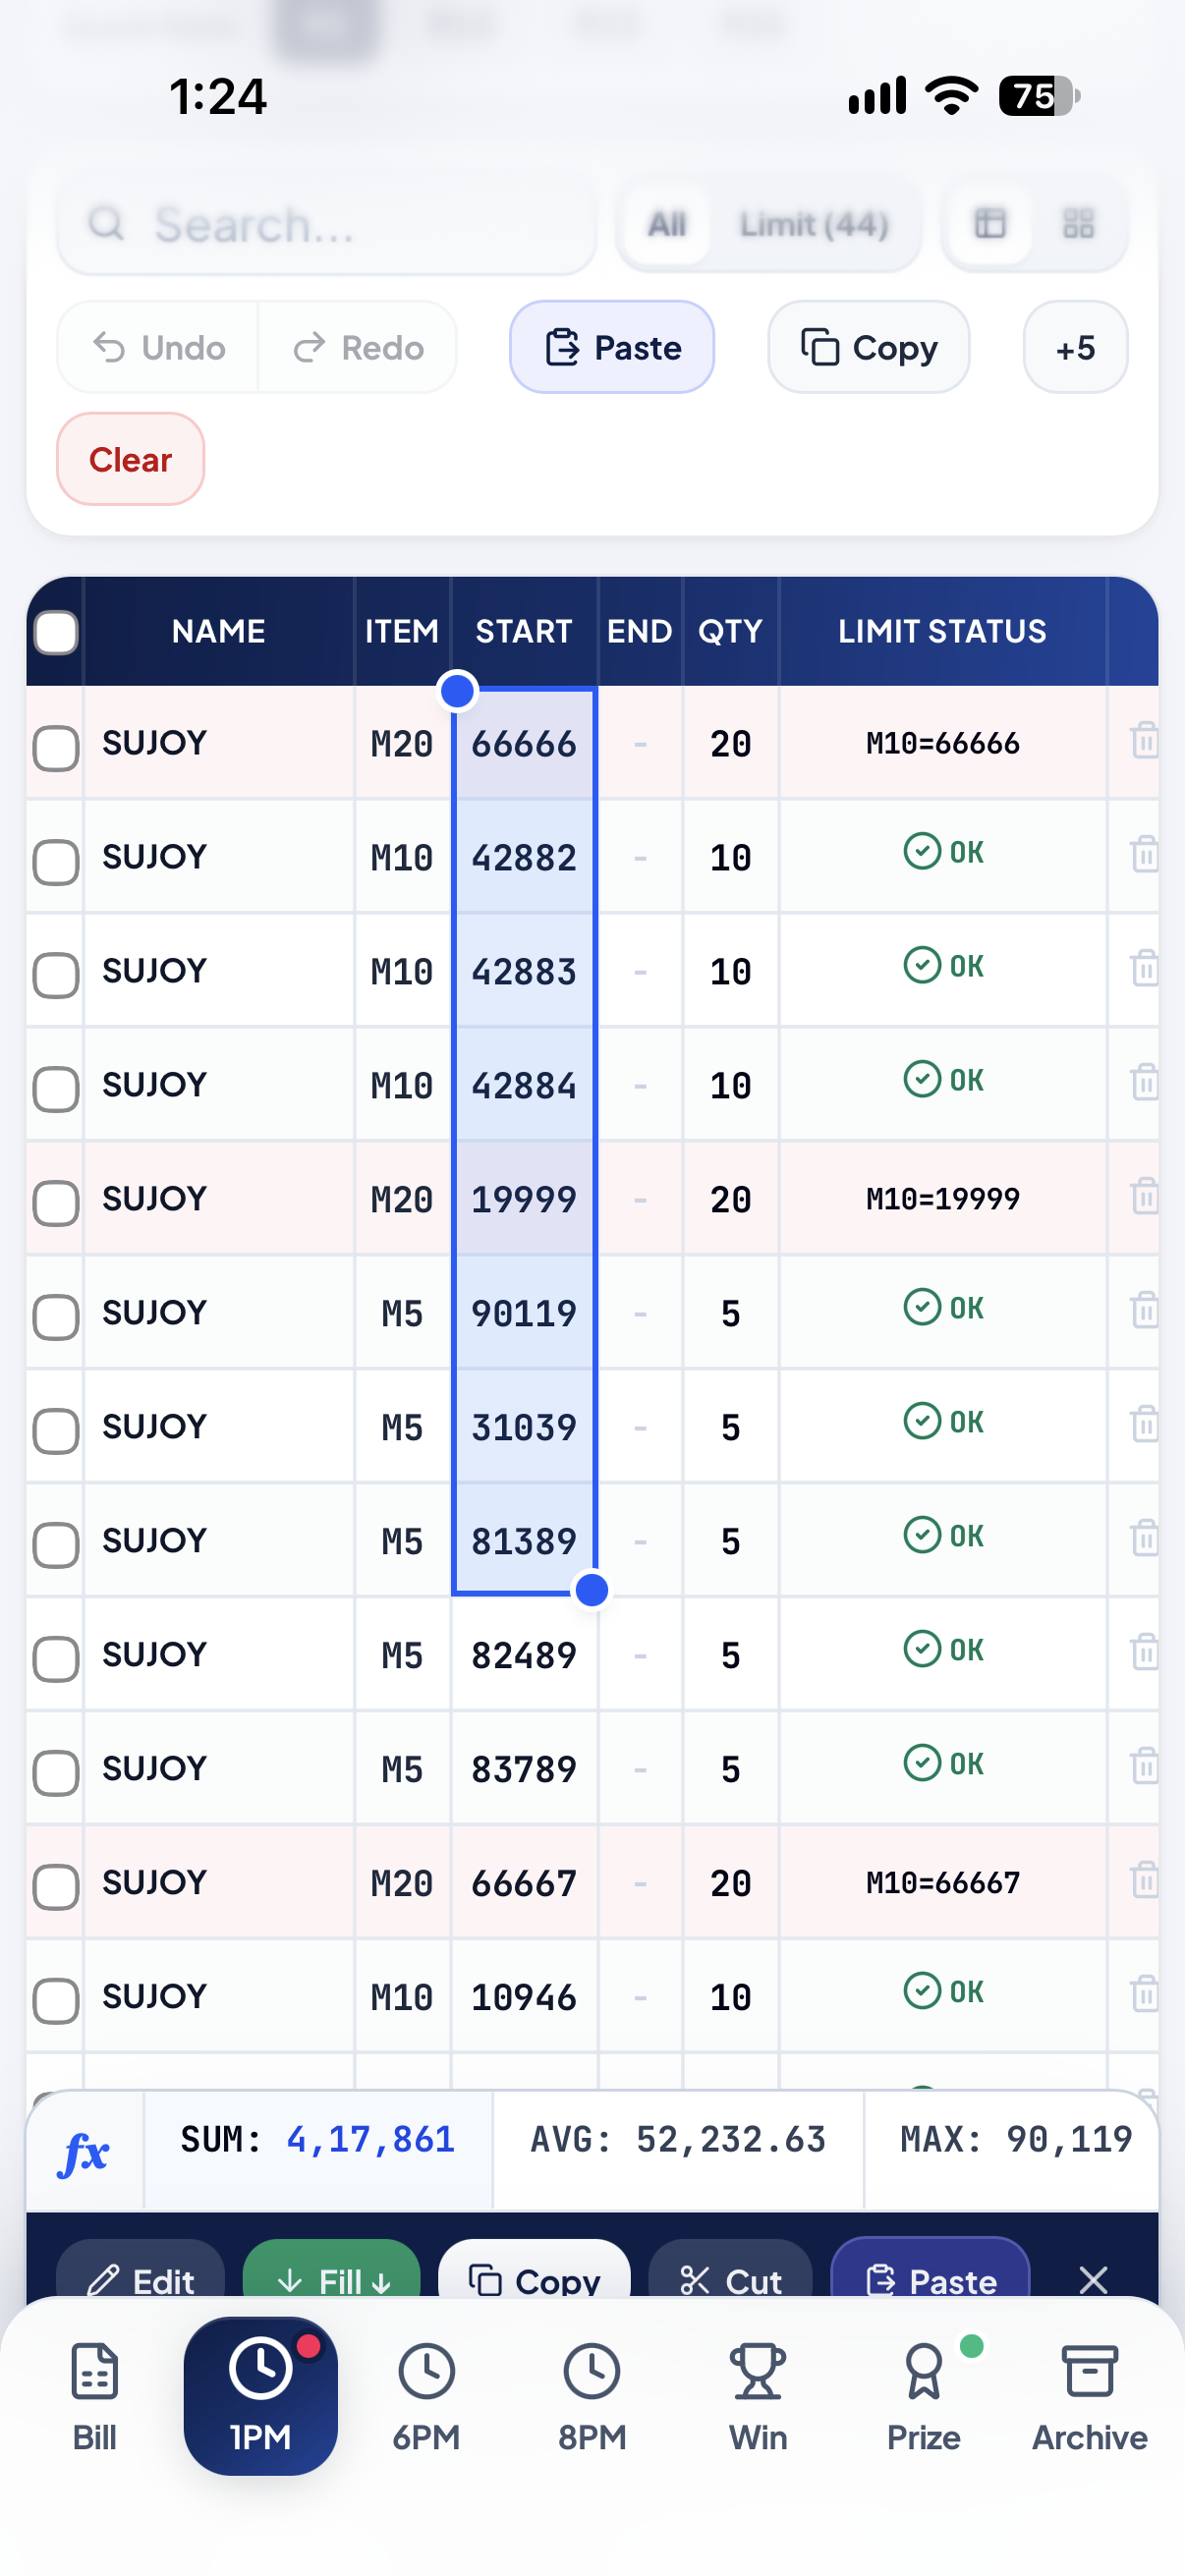 1:24 75
Search...
All Limit (44)
Undo Redo Paste Copy +5
Clear
NAME ITEM START END QTY LIMIT STATUS
SUJOY M20 66666 - 20 M10=66666
SUJOY M10 42882 - 10 OK
SUJOY M10 42883 - 10 OK
SUJOY M10 42884 - 10 OK
SUJOY M20 19999 - 20 M10=19999
SUJOY M5 90119 - 5 OK
SUJOY M5 31039 - 5 OK
SUJOY M5 81389 - 5 OK
SUJOY M5 82489 - 5 OK
SUJOY M5 83789 - 5 OK
SUJOY M20 66667 - 20 M10=66667
SUJOY M10 10946 - 10 OK
fx SUM: 4,17,861 AVG: 52,232.63 MAX: 90,119
Edit Fill ↓ Copy Cut Paste
Bill 1PM 6PM 8PM Win Prize Archive